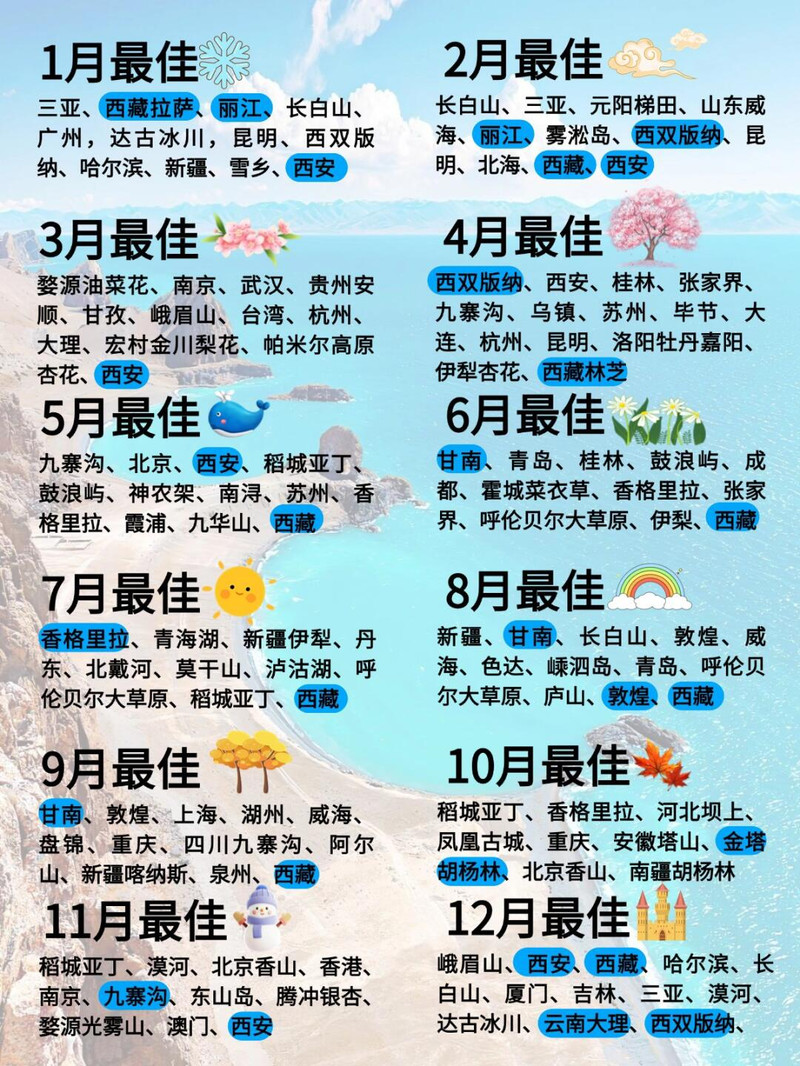 1月最佳
三亚、西藏拉萨、丽江、长白山、
广州，达古冰川，昆明、西双版
纳、哈尔滨、新疆、雪乡、西安
2月最佳
长白山、三亚、元阳梯田、山东威
海、丽江、雾淞岛、西双版纳、昆
明、北海、西藏、西安
3月最佳
婺源油菜花、南京、武汉、贵州安
顺、甘孜、峨眉山、台湾、杭州、
大理、宏村金川梨花、帕米尔高原
杏花、西安
4月最佳
西双版纳、西安、桂林、张家界、
九寨沟、乌镇、苏州、毕节、大
连、杭州、昆明、洛阳牡丹嘉阳、
伊犁杏花、西藏林芝
5月最佳
九寨沟、北京、西安、稻城亚丁、
鼓浪屿、神农架、南浔、苏州、香
格里拉、霞浦、九华山、西藏
6月最佳
甘南、青岛、桂林、鼓浪屿、成
都、霍城菜衣草、香格里拉、张家
界、呼伦贝尔大草原、伊梨、西藏
7月最佳
香格里拉、青海湖、新疆伊犁、丹
东、北戴河、莫干山、泸沽湖、呼
伦贝尔大草原、稻城亚丁、西藏
8月最佳
新疆、甘南、长白山、敦煌、威
海、色达、嵊泗岛、青岛、呼伦贝
尔大草原、庐山、敦煌、西藏
9月最佳
甘南、敦煌、上海、湖州、威海、
盘锦、重庆、四川九寨沟、阿尔
山、新疆喀纳斯、泉州、西藏
10月最佳
稻城亚丁、香格里拉、河北坝上、
凤凰古城、重庆、安徽塔山、金塔
胡杨林、北京香山、南疆胡杨林
11月最佳
稻城亚丁、漠河、北京香山、香港、
南京、九寨沟、东山岛、腾冲银杏、
婺源光雾山、澳门、西安
12月最佳
峨眉山、西安、西藏、哈尔滨、长
白山、厦门、吉林、三亚、漠河、
达古冰川、云南大理、西双版纳、